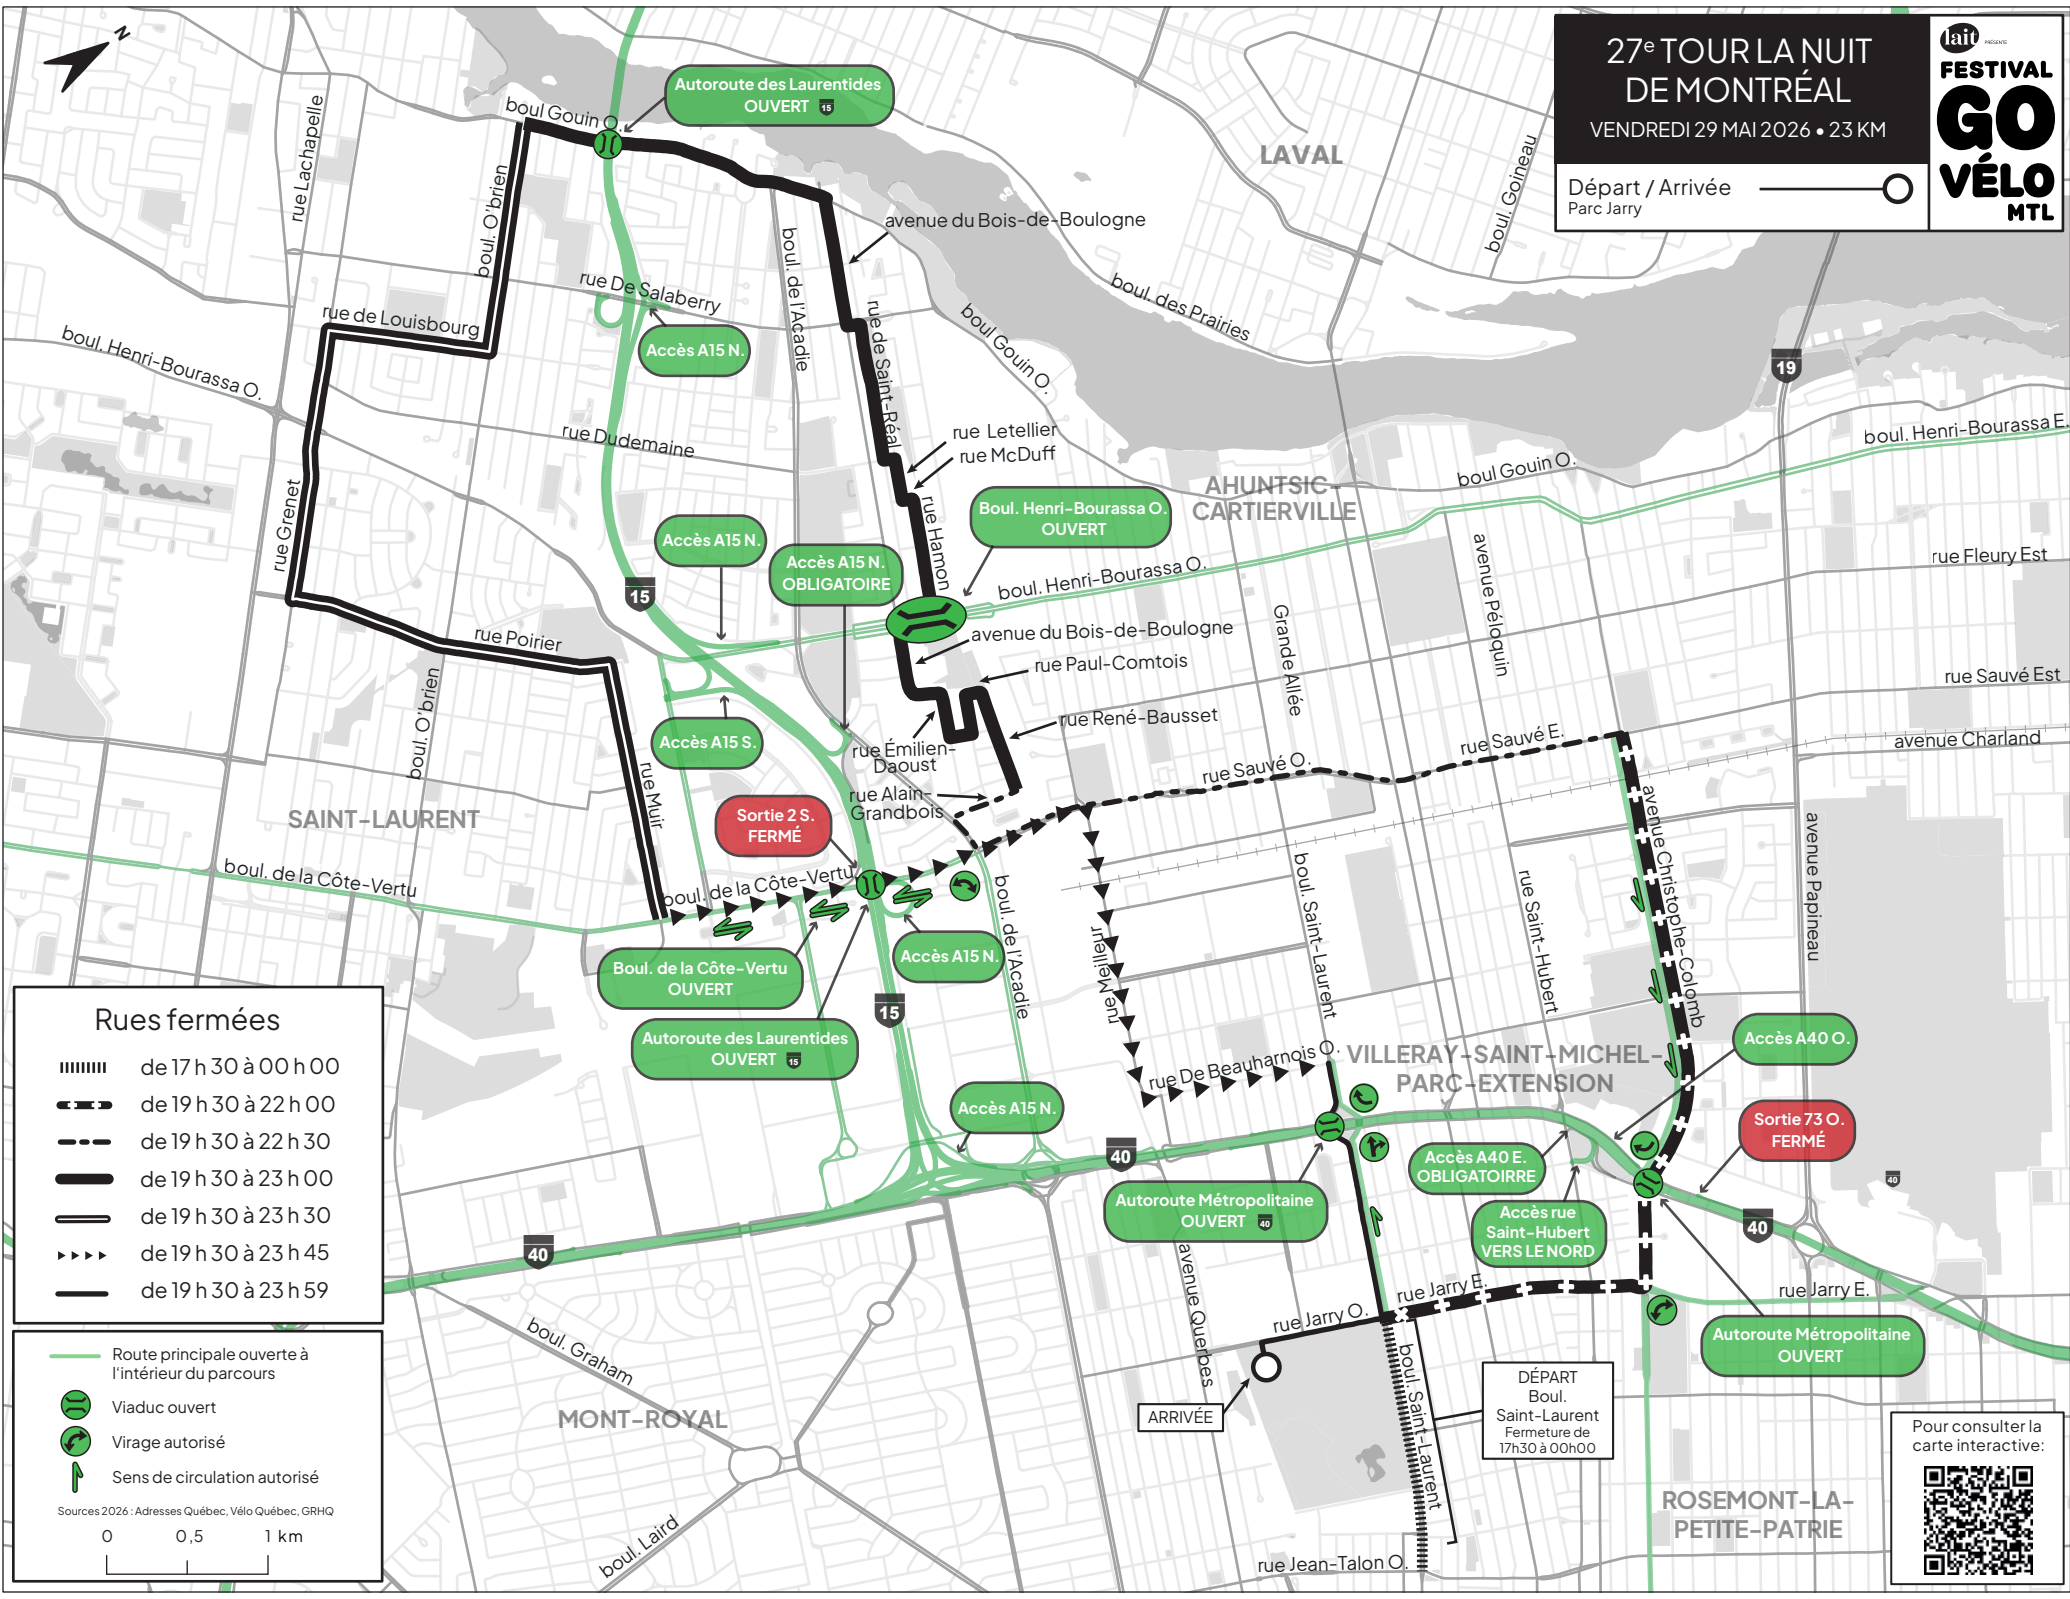 27e TOUR LA NUIT
DE MONTRÉAL
VENDREDI 29 MAI 2026 • 23 KM
Départ / Arrivée
Parc Jarry
lait
PRÉSENTE
FESTIVAL
GO
VÉLO
MTL
N
Autoroute des Laurentides
OUVERT 15
boul Gouin O.
rue Lachapelle
boul. O'brien
LAVAL
boul. Goineau
avenue du Bois-de-Boulogne
boul. de l'Acadie
rue De Salaberry
boul. des Prairies
rue de Louisbourg
boul. Henri-Bourassa O.
Accès A15 N.
rue de Saint-Réal
boul Gouin O.
19
rue Dudemaine
rue Letellier
rue McDuff
boul. Henri-Bourassa E.
boul Gouin O.
AHUNTSIC-
CARTIERVILLE
rue Grenet
rue Hamon
Boul. Henri-Bourassa O.
OUVERT
Accès A15 N.
Accès A15 N.
OBLIGATOIRE
avenue Péloquin
rue Fleury Est
boul. Henri-Bourassa O.
15
Grande Allée
rue Poirier
avenue du Bois-de-Boulogne
rue Paul-Comtois
rue Sauvé Est
boul. O'brien
rue René-Bausset
Accès A15 S.
rue Émilien-
Daoust
rue Sauvé E.
avenue Charland
rue Sauvé O.
rue Muir
rue Alain-
Grandbois
SAINT-LAURENT
Sortie 2 S.
FERMÉ
avenue Christophe-Colomb
avenue Papineau
boul. de la Côte-Vertu
boul. de la Côte-Vertu
boul. Saint-Laurent
rue Saint-Hubert
boul. de l'Acadie
rue Meilleur
Accès A15 N.
Boul. de la Côte-Vertu
OUVERT
15
Autoroute des Laurentides
OUVERT 15
Accès A40 O.
rue De Beauharnois O.
VILLERAY-SAINT-MICHEL-
PARC-EXTENSION
Accès A15 N.
Sortie 73 O.
FERMÉ
40
Accès A40 E.
OBLIGATOIRRE
40
Autoroute Métropolitaine
OUVERT 40
Accès rue
Saint-Hubert
VERS LE NORD
40
40
avenue Querbes
rue Jarry E.
rue Jarry E.
rue Jarry O.
Autoroute Métropolitaine
OUVERT
boul. Graham
boul. Saint-Laurent
DÉPART
Boul.
Saint-Laurent
Fermeture de
17h30 à 00h00
ARRIVÉE
MONT-ROYAL
ROSEMONT-LA-
PETITE-PATRIE
boul. Laird
rue Jean-Talon O.
Rues fermées
de 17 h 30 à 00 h 00
de 19 h 30 à 22 h 00
de 19 h 30 à 22 h 30
de 19 h 30 à 23 h 00
de 19 h 30 à 23 h 30
de 19 h 30 à 23 h 45
de 19 h 30 à 23 h 59
Route principale ouverte à
l'intérieur du parcours
Viaduc ouvert
Virage autorisé
Sens de circulation autorisé
Sources 2026 : Adresses Québec, Vélo Québec, GRHQ
0 0,5 1 km
Pour consulter la
carte interactive: